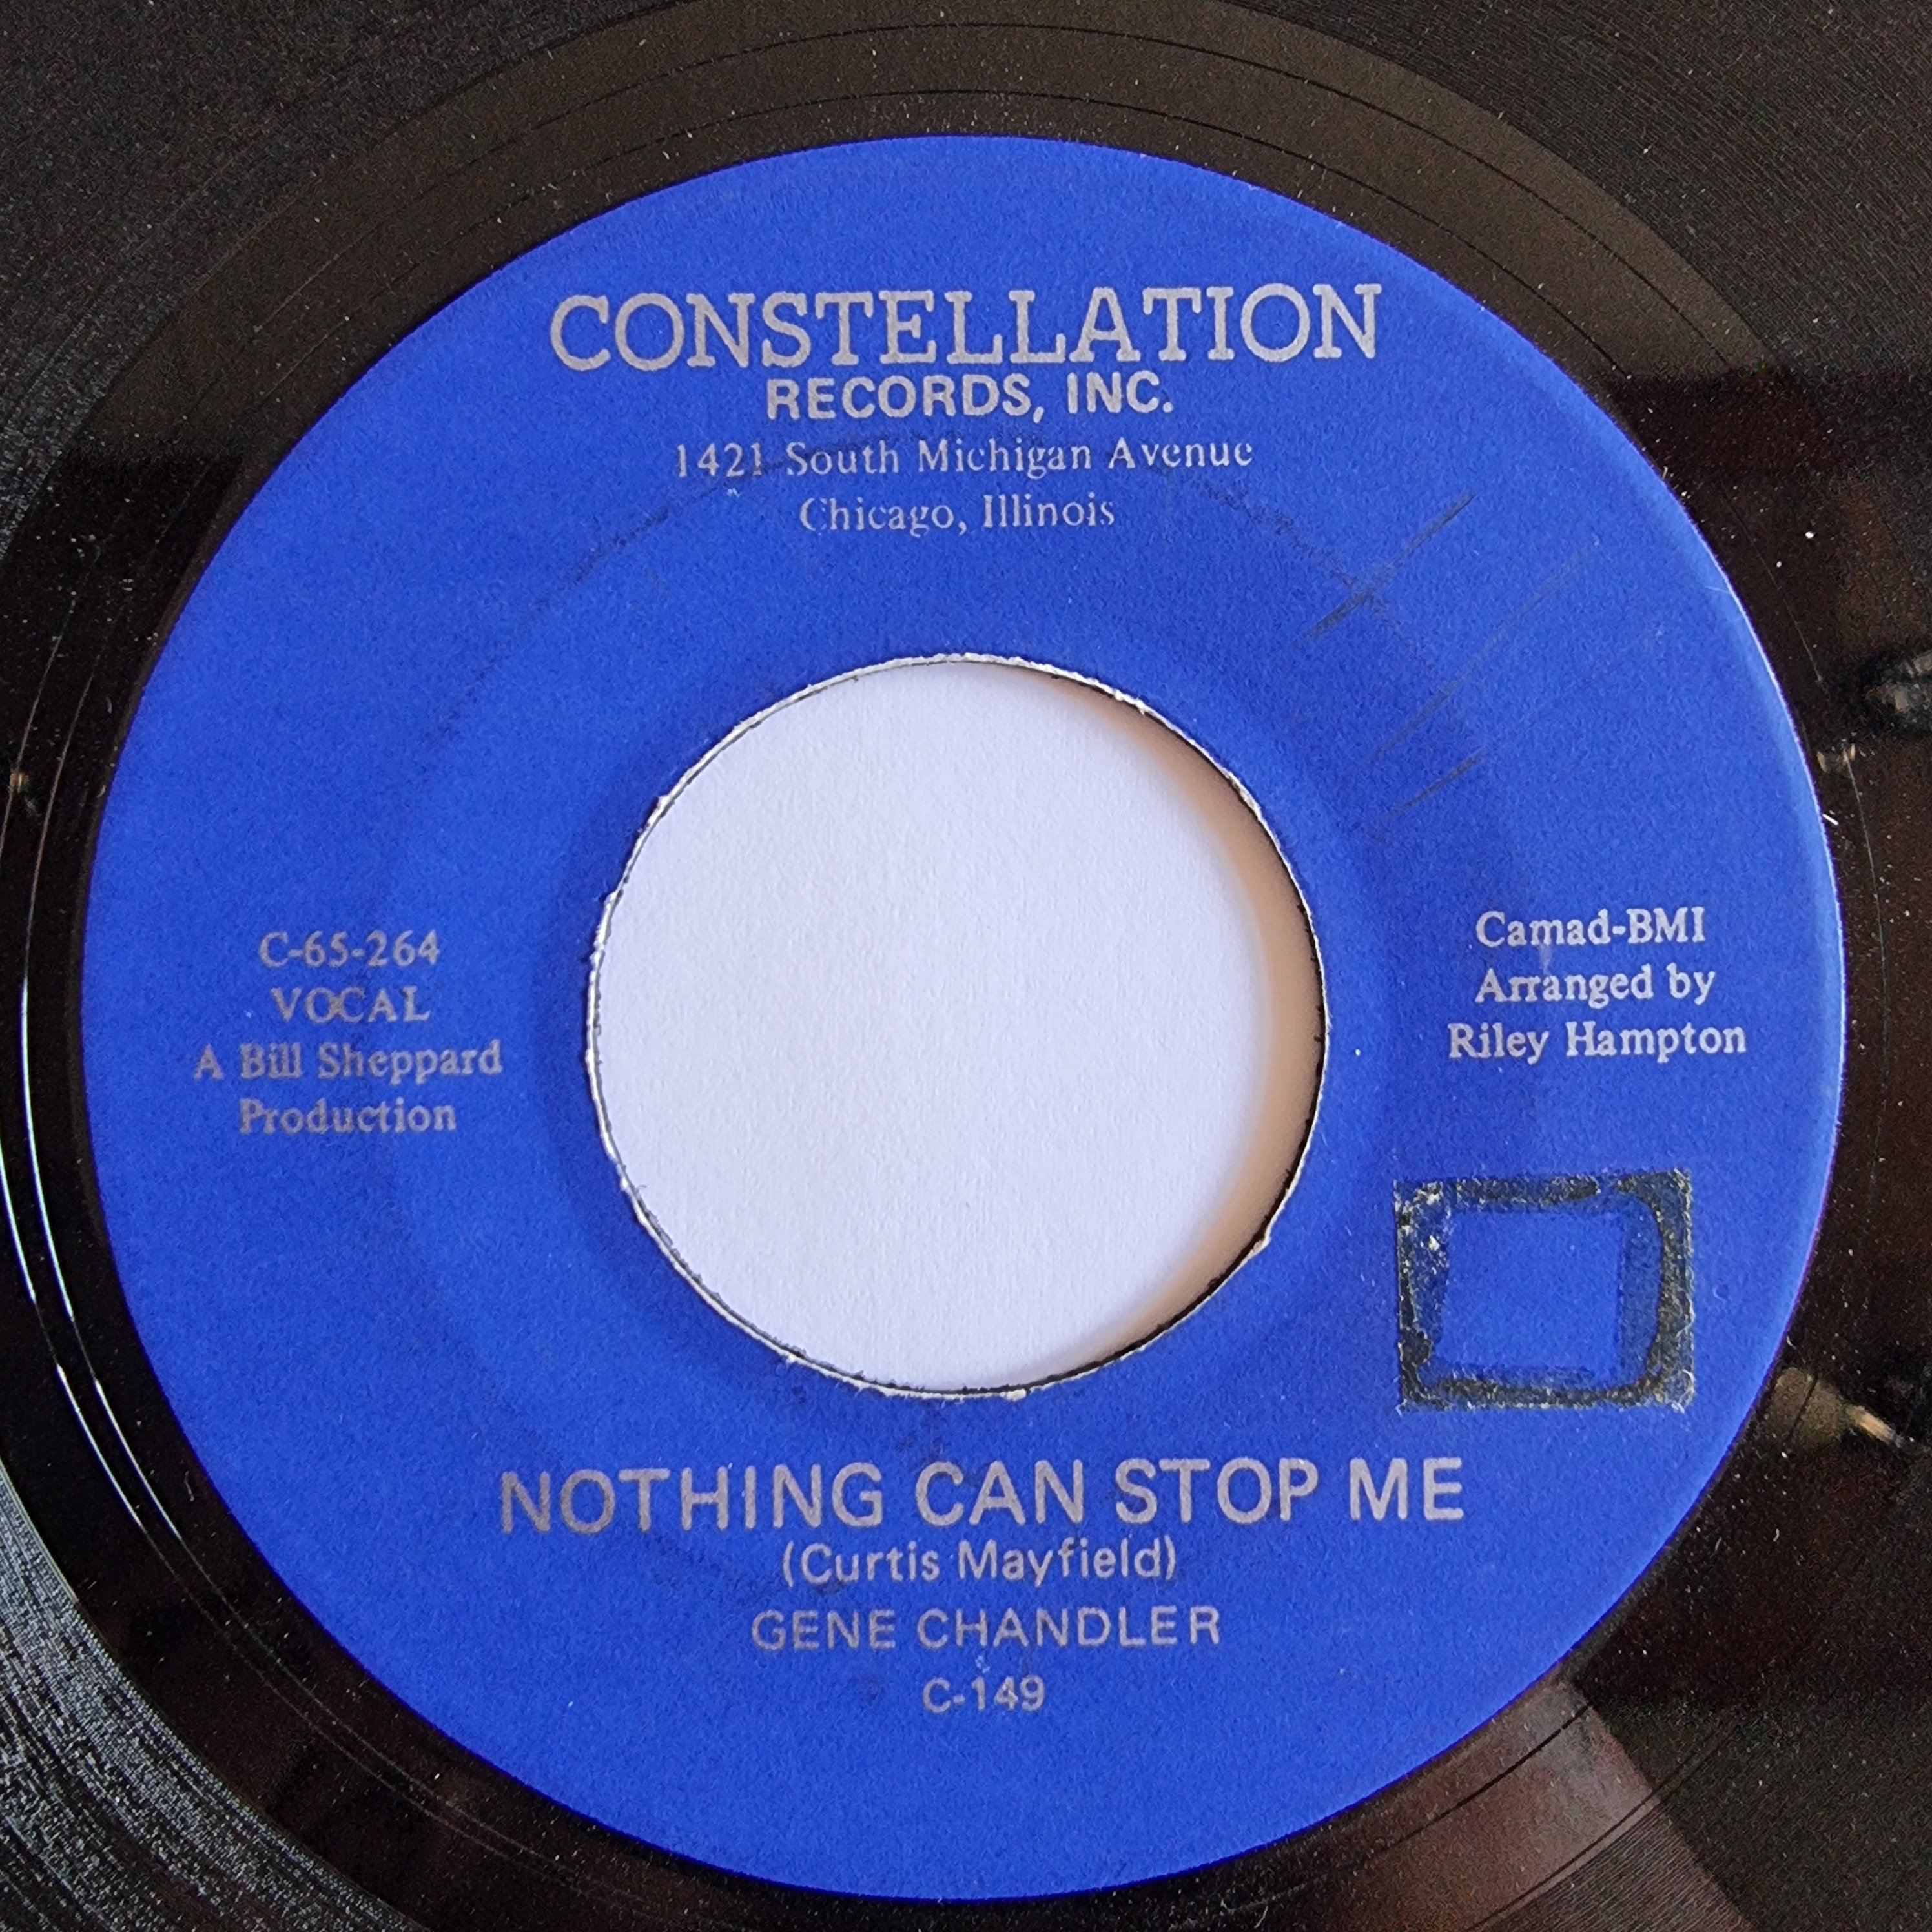 CONSTELLATION
RECORDS, INC.
1421 South Michigan Avenue
Chicago, Illinois
C-65-264
VOCAL
A Bill Sheppard
Production
Camad-BMI
Arranged by
Riley Hampton
NOTHING CAN STOP ME
(Curtis Mayfield)
GENE CHANDLER
C-149